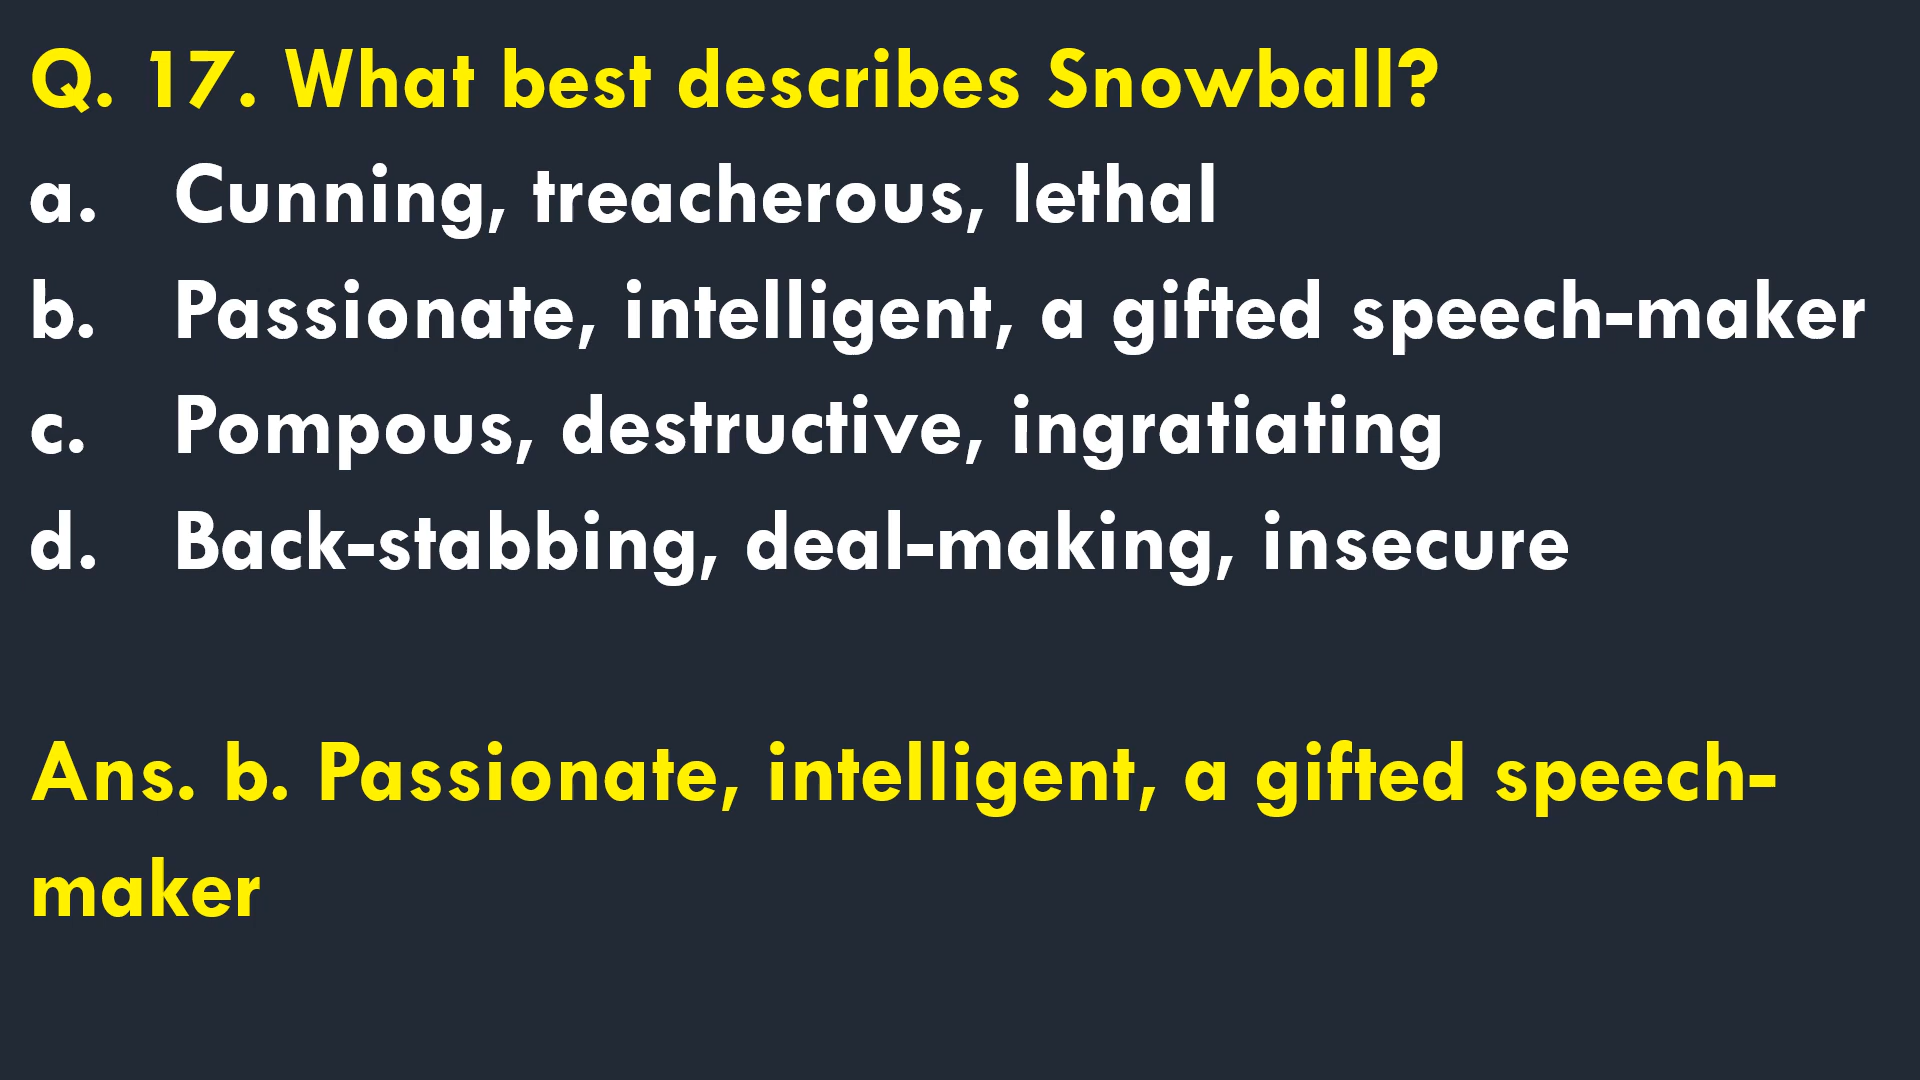 Q. 17. What best describes Snowball?
a. Cunning, treacherous, lethal
b. Passionate, intelligent, a gifted speech-maker
c. Pompous, destructive, ingratiating
d. Back-stabbing, deal-making, insecure
Ans. b. Passionate, intelligent, a gifted speech-
maker